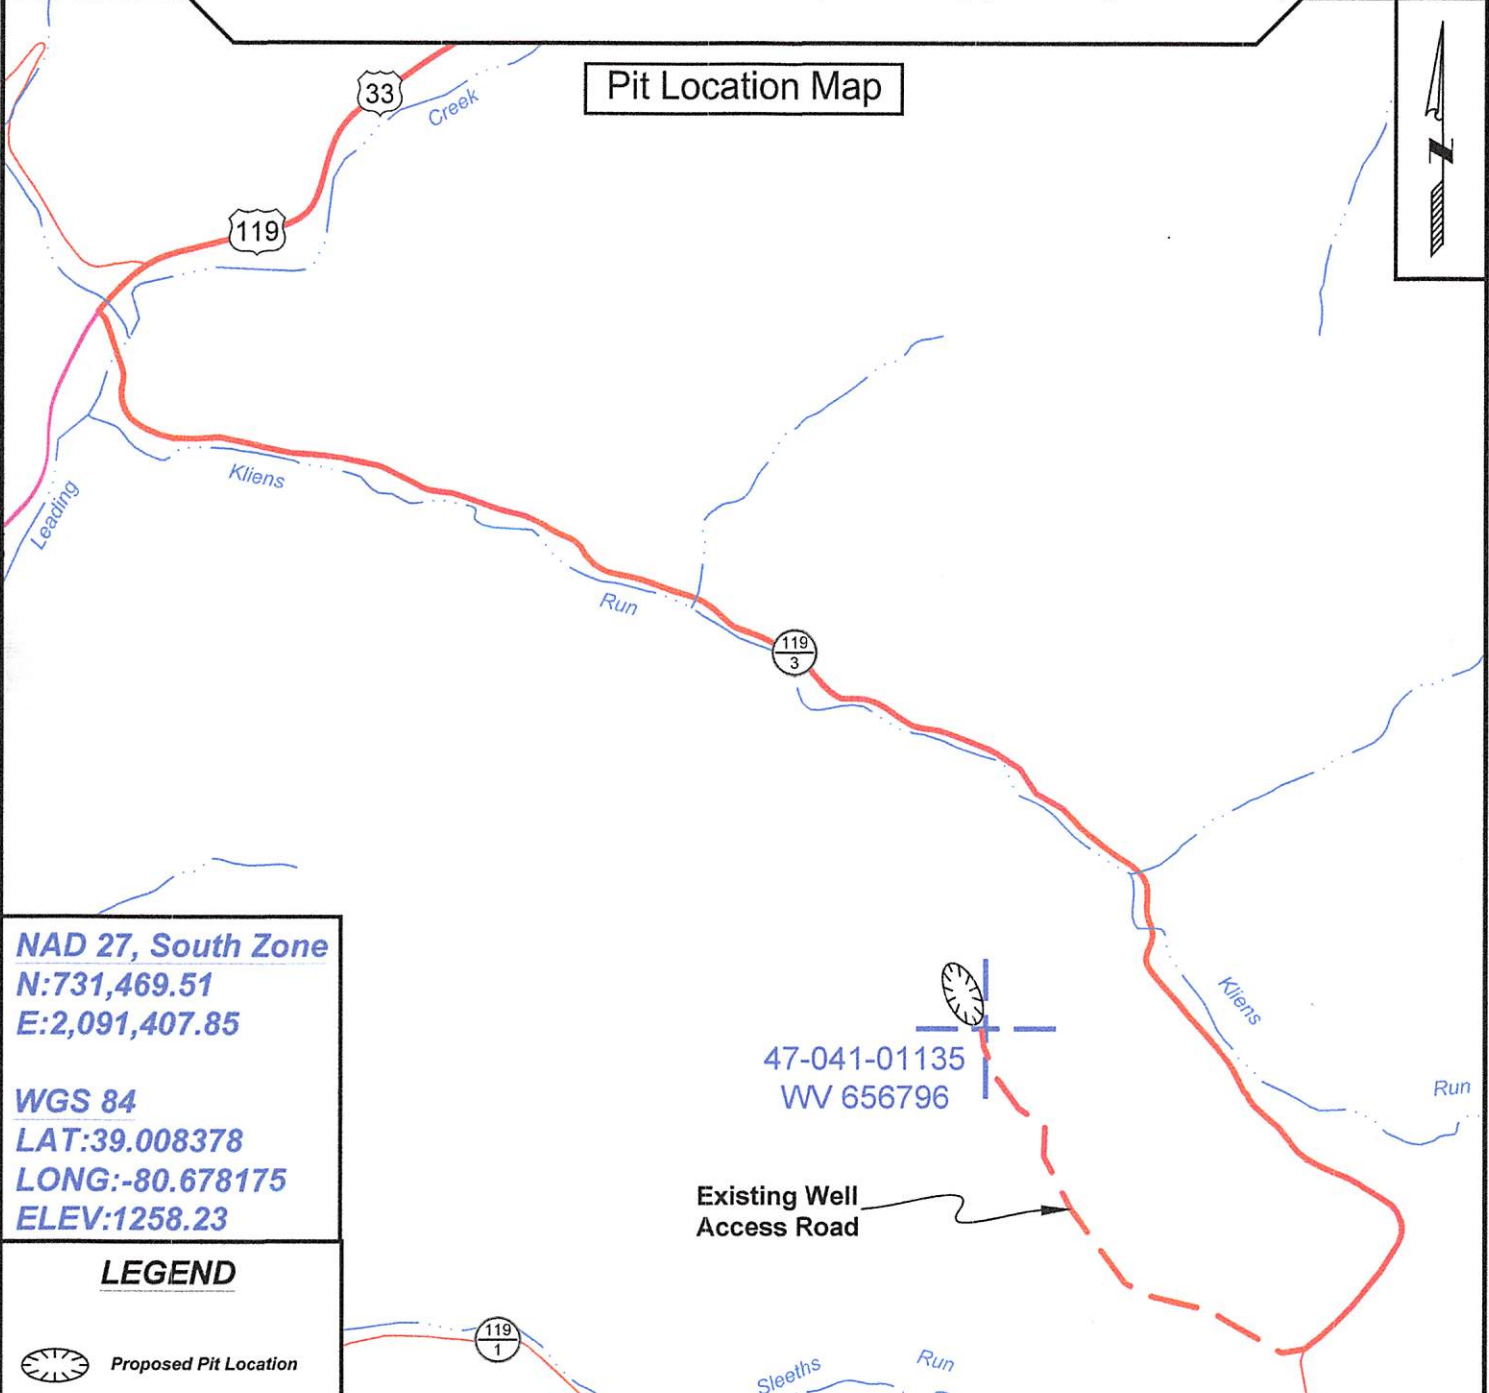 Pit Location Map
N
33
Creek
119
Kliens
Leading
Run
119
3
NAD 27, South Zone
N:731,469.51
E:2,091,407.85
WGS 84
LAT:39.008378
LONG:-80.678175
ELEV:1258.23
Kliens
Run
47-041-01135
WV 656796
Existing Well
Access Road
LEGEND
Proposed Pit Location
119
1
Sleeths
Run